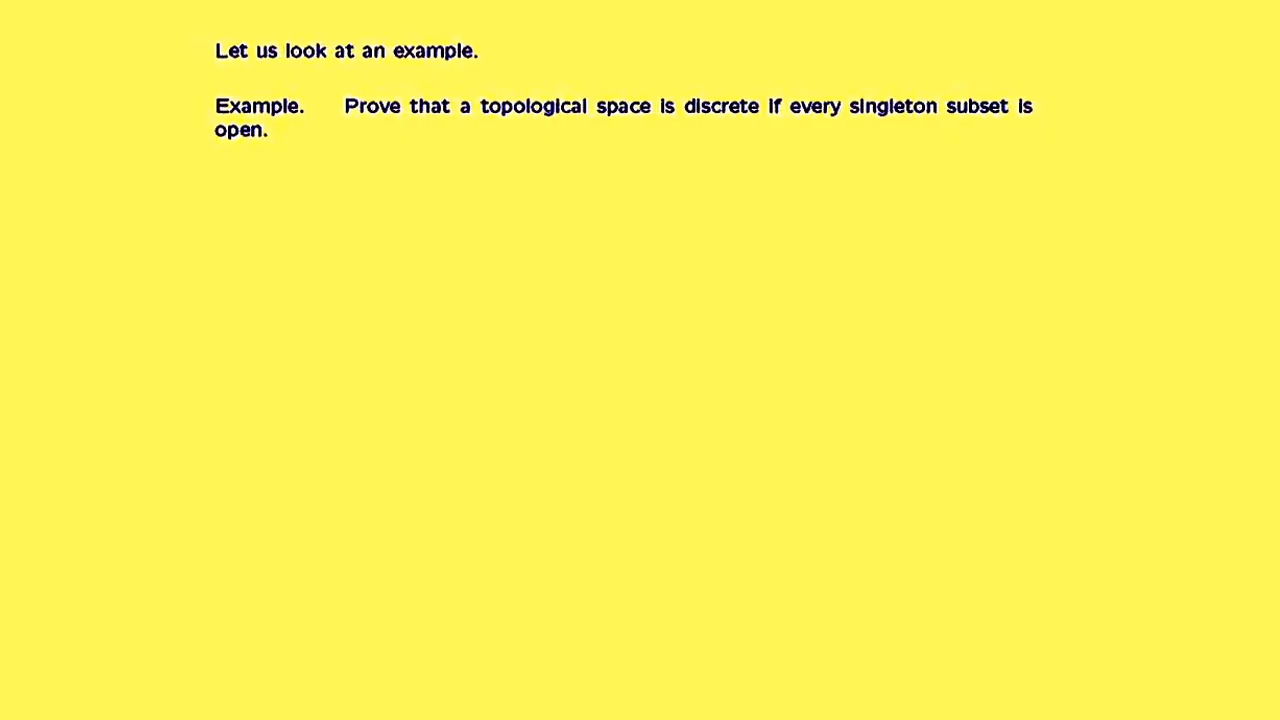 Let us look at an example.
Example. Prove that a topological space is discrete if every singleton subset is
open.